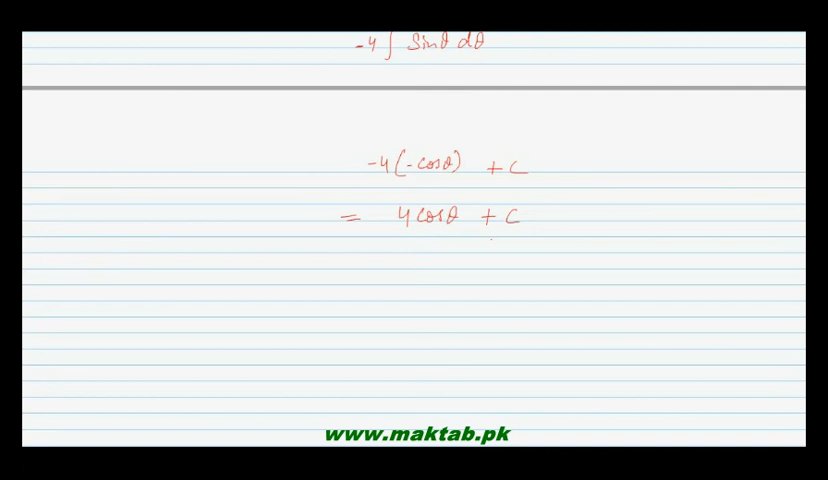 -4∫ Sinθ dθ
-4(-cosθ) + C
= 4cosθ + C
www.maktab.pk